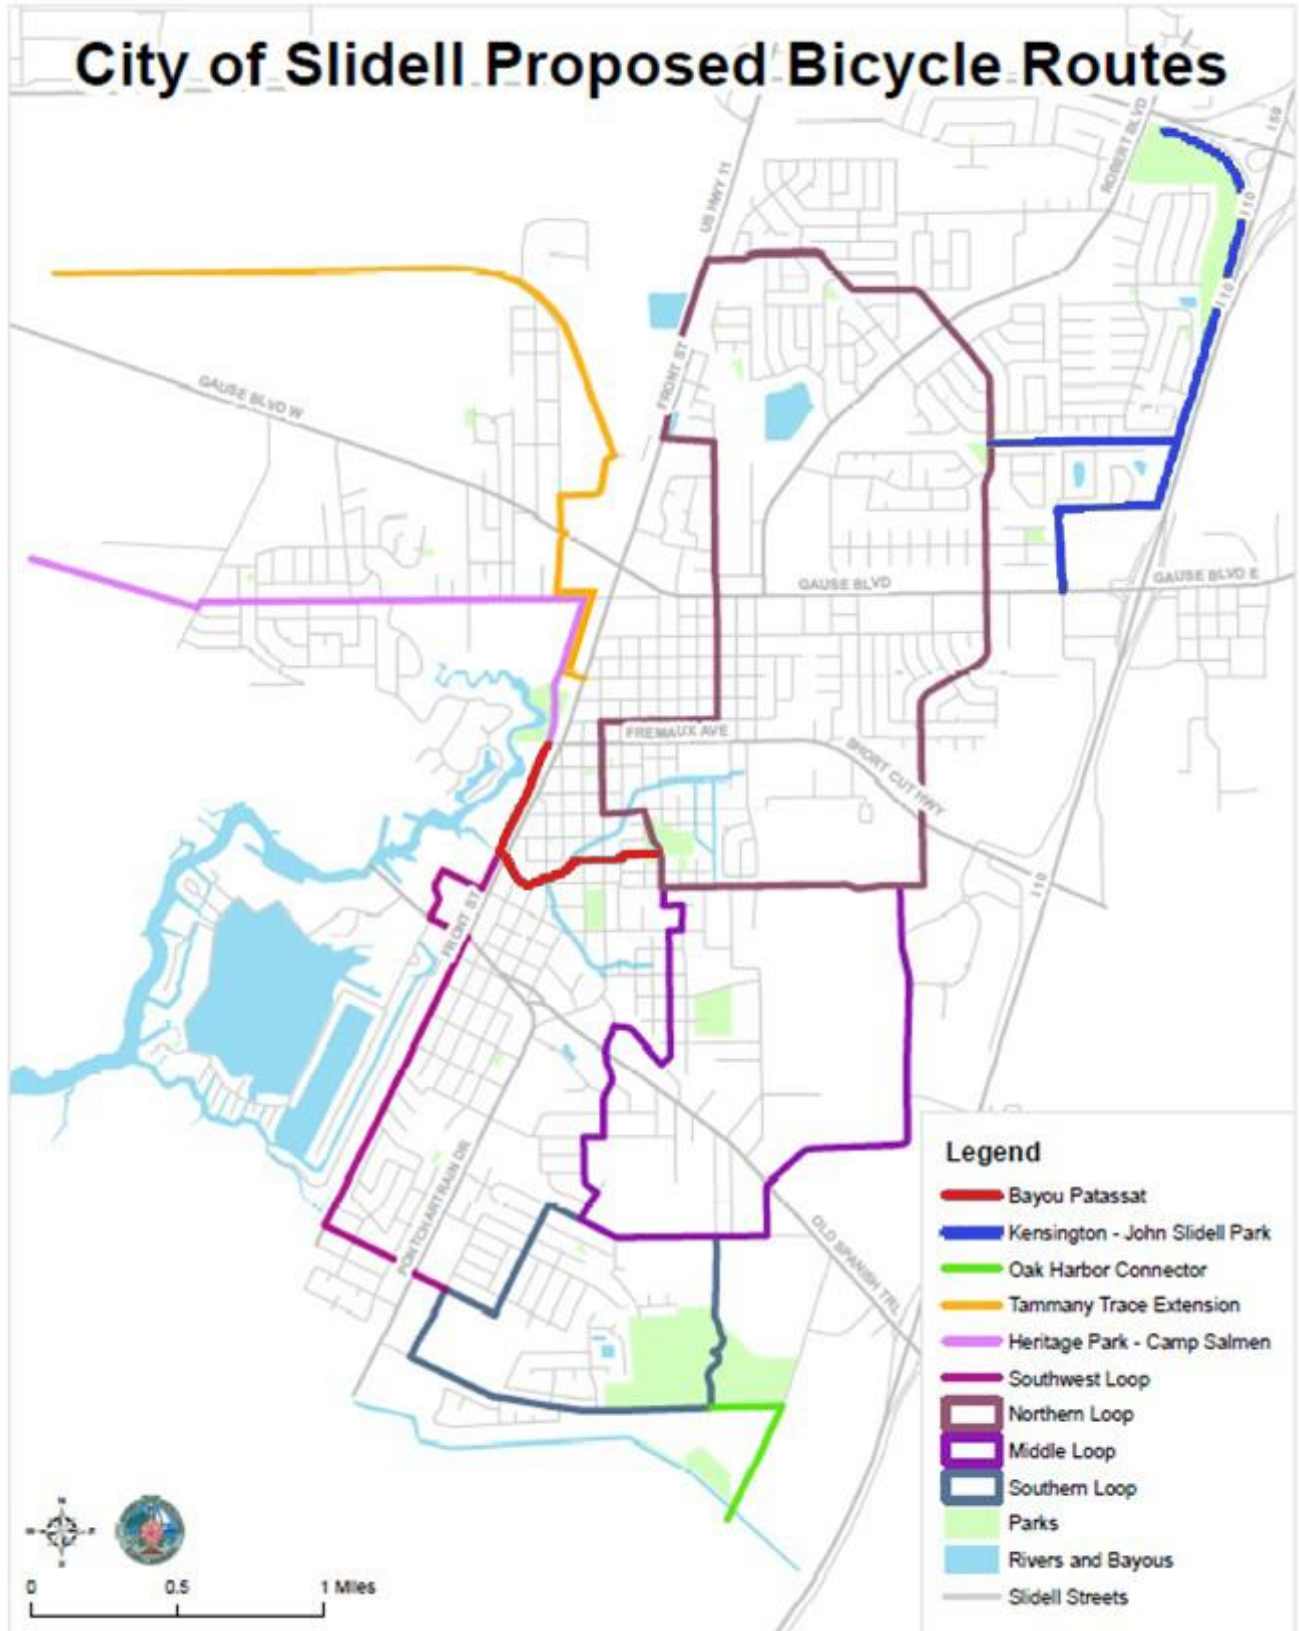 City of Slidell Proposed Bicycle Routes
ROBERT BLVD
I59
US HWY 11
I10
I10
FRONT ST
GAUSE BLVD W
GAUSE BLVD
GAUSE BLVD E
FREMAUX AVE
SHORT CUT HWY
I10
FRONT ST
PONTCHARTRAIN DR
OLD SPANISH TRL
Legend
Bayou Patassat
Kensington - John Slidell Park
Oak Harbor Connector
Tammany Trace Extension
Heritage Park - Camp Salmen
Southwest Loop
Northern Loop
Middle Loop
Southern Loop
Parks
Rivers and Bayous
Slidell Streets
0 0.5 1 Miles